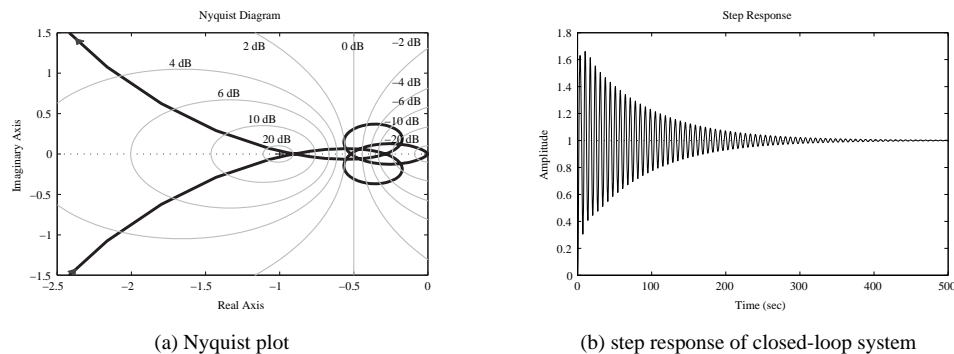 Nyquist Diagram
1.5
1
0.5
0
−0.5
−1
−1.5
Imaginary Axis
2 dB
0 dB
−2 dB
4 dB
−4 dB
6 dB
−6 dB
10 dB
−10 dB
20 dB
−20 dB
−2.5
−2
−1.5
−1
−0.5
0
Real Axis
(a) Nyquist plot
Step Response
1.8
1.6
1.4
1.2
1
0.8
0.6
0.4
0.2
0
Amplitude
0
100
200
300
400
500
Time (sec)
(b) step response of closed-loop system